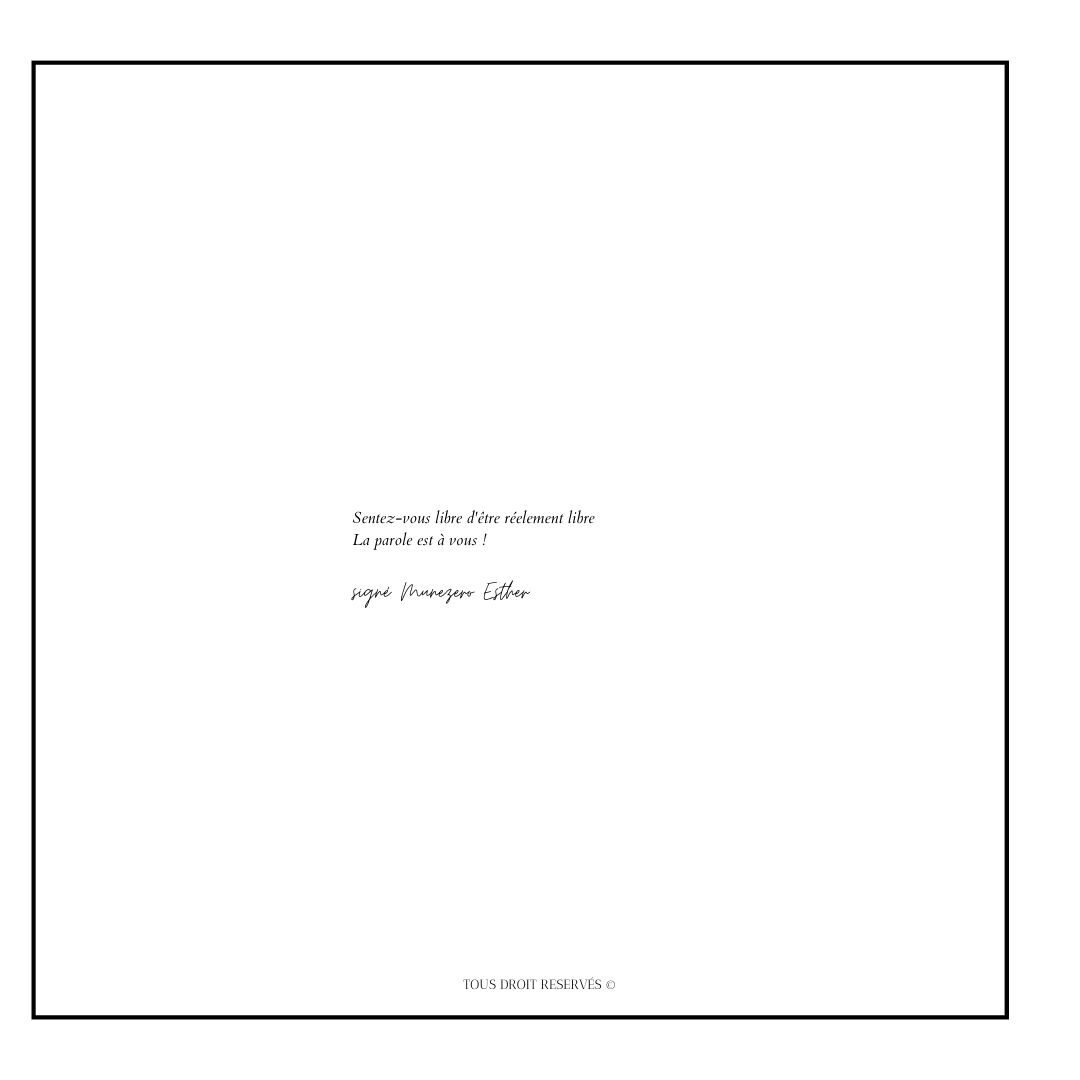 Sentez-vous libre d'être réelement libre
La parole est à vous !
signé Munezero Esther
TOUS DROIT RESERVÉS ©